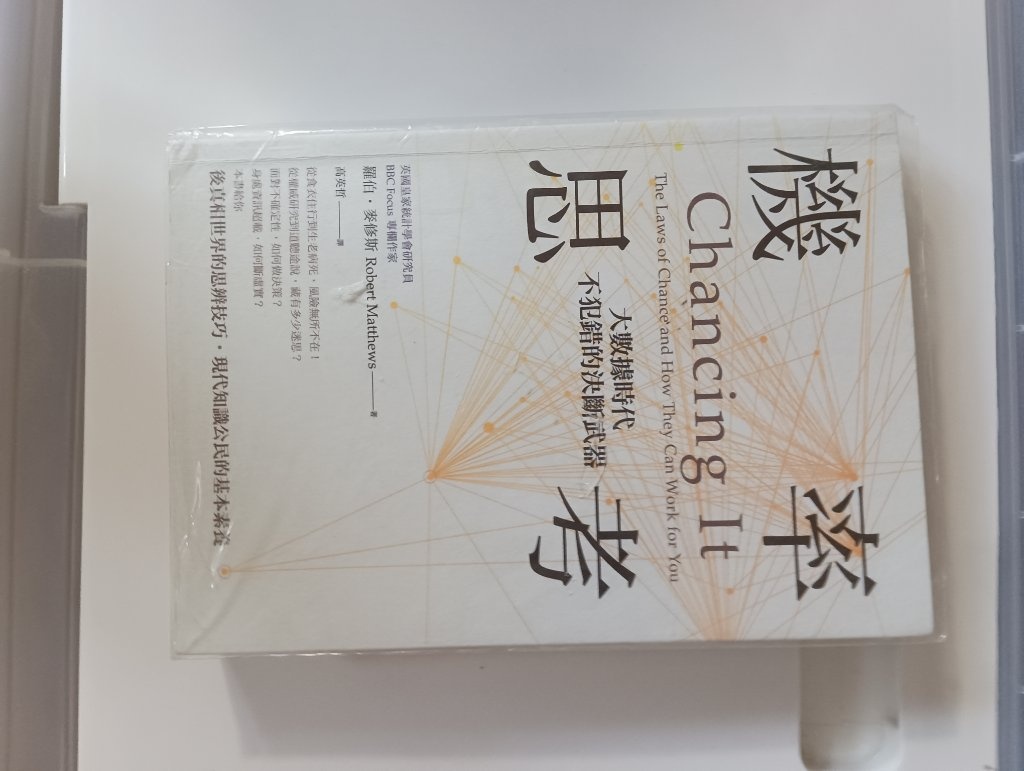 機率
Chancing It
The Laws of Chance and How They Can Work for You
思考
大數據時代
不犯錯的決斷武器
英國皇家統計學會研究員
BBC Focus 專欄作家
羅伯．麥修斯 Robert Matthews——著
高英哲——譯
從食衣住行到生老病死，風險無所不在！
從權威研究到道聽塗說，藏有多少迷思？
面對不確定性，如何做決策？
身處資訊超載，如何斷虛實？
本書給你
後真相世界的思辨技巧．現代知識公民的基本素養